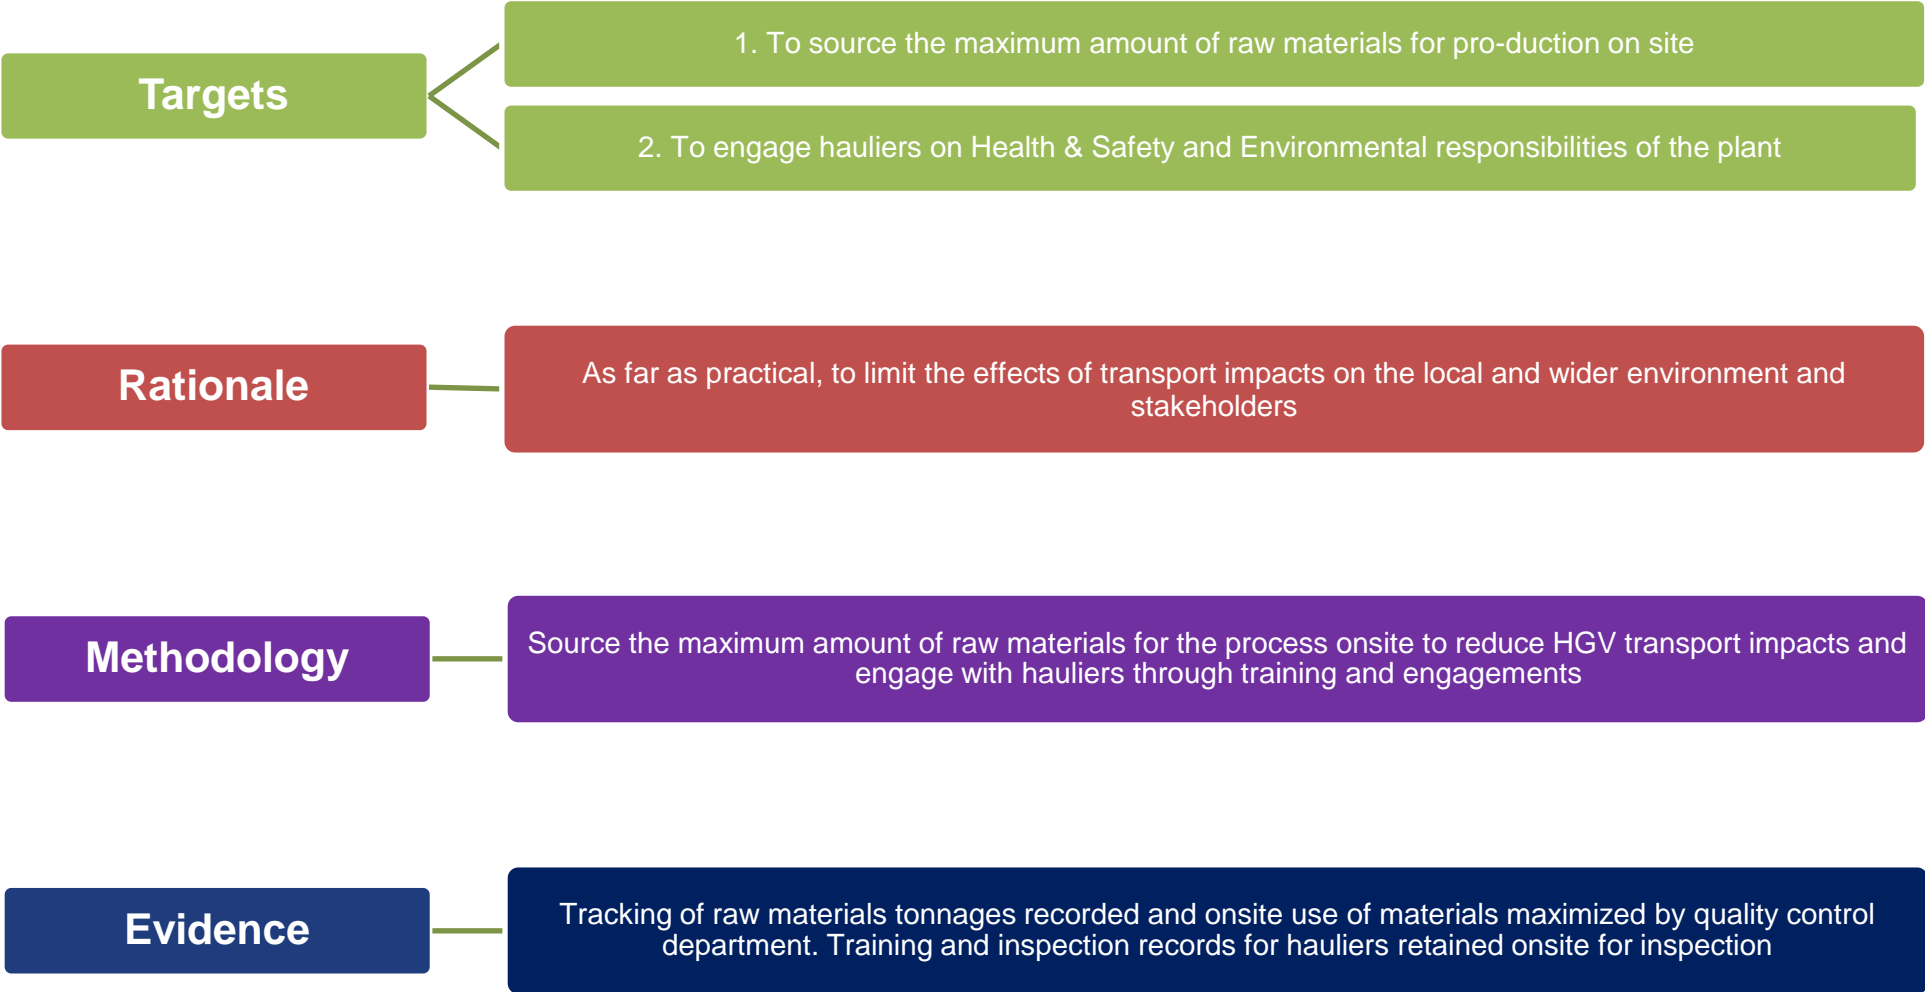 Targets
1. To source the maximum amount of raw materials for pro-duction on site
2. To engage hauliers on Health & Safety and Environmental responsibilities of the plant
Rationale
As far as practical, to limit the effects of transport impacts on the local and wider environment and
stakeholders
Methodology
Source the maximum amount of raw materials for the process onsite to reduce HGV transport impacts and
engage with hauliers through training and engagements
Evidence
Tracking of raw materials tonnages recorded and onsite use of materials maximized by quality control
department. Training and inspection records for hauliers retained onsite for inspection